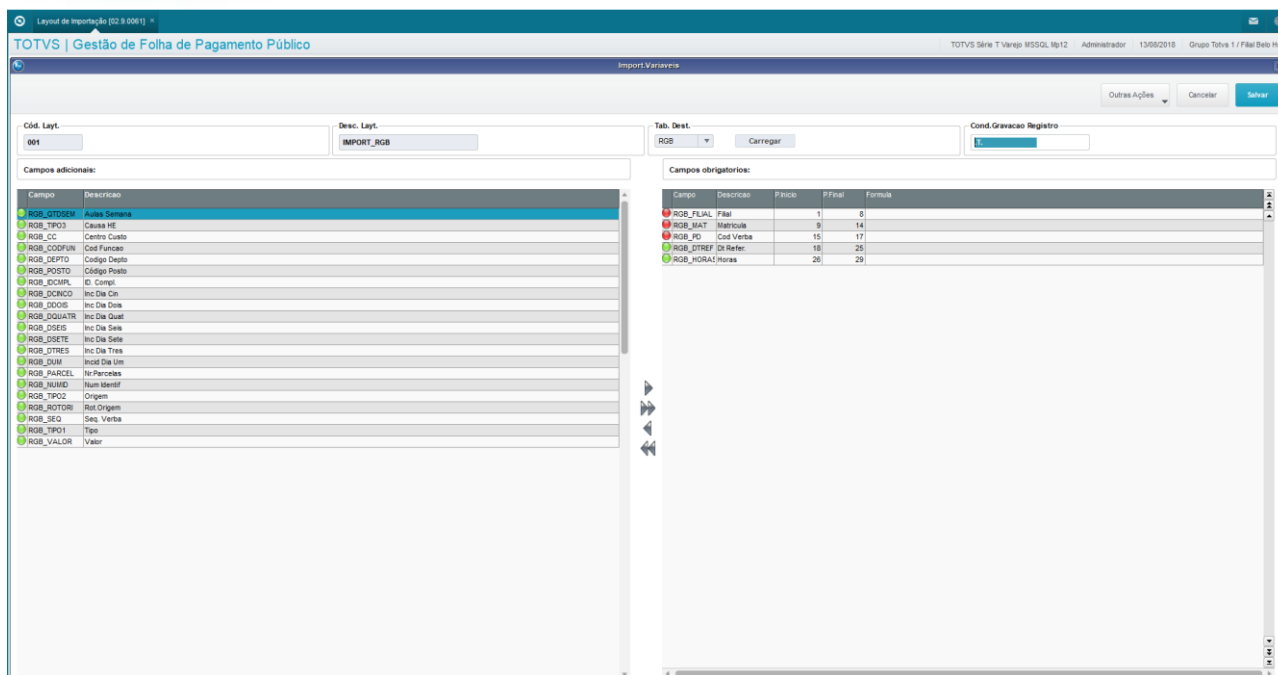 Layout de Importação [02.9.0061] ×
TOTVS | Gestão de Folha de Pagamento Público
TOTVS Série T Varejo MSSQL Mp12 Administrador 13/08/2018 Grupo Totvs 1 / Filial Belo H
Import.Variaveis
Outras Ações Cancelar Salvar
Cód. Layt. Desc. Layt. Tab. Dest. Cond.Gravacao Registro
001 IMPORT_RGB RGB Carregar .T.
Campos adicionais: Campos obrigatorios:
Campo Descricao
RGB_QTDSEM Aulas Semana
RGB_TIPO3 Causa HE
RGB_CC Centro Custo
RGB_CODFUN Cod Funcao
RGB_DEPTO Codigo Depto
RGB_POSTO Código Posto
RGB_IDCMPL ID. Compl.
RGB_DCINCO Inc Dia Cin
RGB_DDOIS Inc Dia Dois
RGB_DQUATR Inc Dia Quat
RGB_DSEIS Inc Dia Seis
RGB_DSETE Inc Dia Sete
RGB_DTRES Inc Dia Tres
RGB_DUM Incid Dia Um
RGB_PARCEL Nr.Parcelas
RGB_NUMID Num Identif
RGB_TIPO2 Origem
RGB_ROTORI Rot.Origem
RGB_SEQ Seq. Verba
RGB_TIPO1 Tipo
RGB_VALOR Valor
Campo Descricao P.Inicio P.Final Formula
RGB_FILIAL Filial 1 8
RGB_MAT Matricula 9 14
RGB_PD Cod Verba 15 17
RGB_DTREF Dt Refer. 18 25
RGB_HORAS Horas 26 29